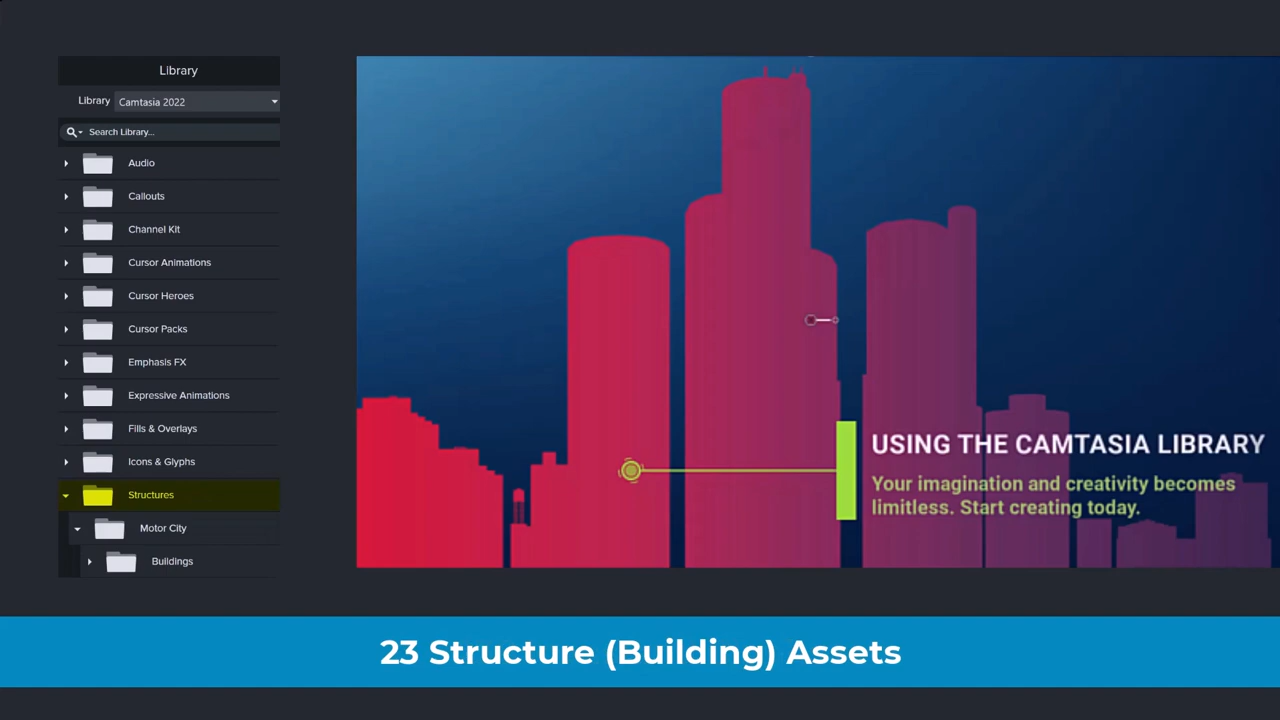 Library
Library Camtasia 2022
Search Library...
Audio
Callouts
Channel Kit
Cursor Animations
Cursor Heroes
Cursor Packs
Emphasis FX
Expressive Animations
Fills & Overlays
Icons & Glyphs
Structures
Motor City
Buildings
USING THE CAMTASIA LIBRARY
Your imagination and creativity becomes
limitless. Start creating today.
23 Structure (Building) Assets